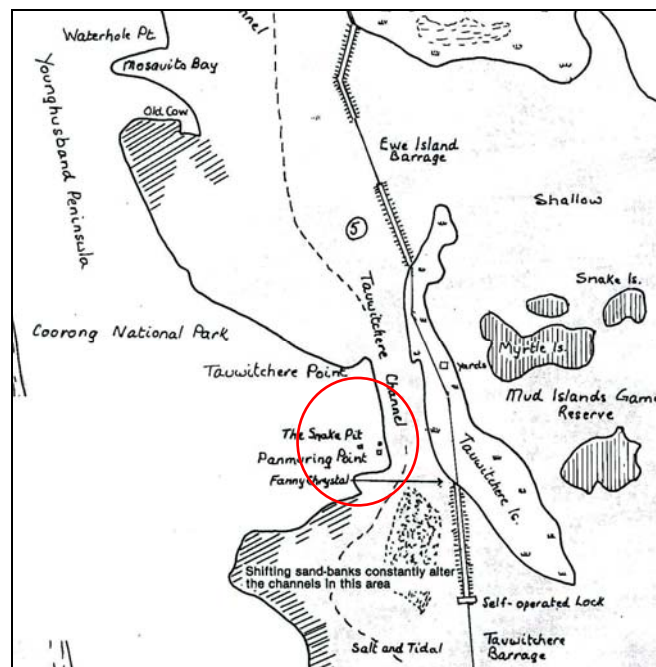 Waterhole Pt.
nnel
Mosquito Bay
Old Cow
Younghusband Peninsula
Ewe Island
Barrage
Shallow
5
Tauwitchere
Channel
Snake Is.
Coorong National Park
Myrtle Is.
Tauwitchere Point
Yards
Mud Islands Game
Reserve
The Snake Pit
Panmuring Point
Fanny Chrystal
Tauwitchere Is.
Shifting sand-banks constantly alter
the channels in this area
Self-operated Lock
Salt and Tidal
Tauwitchere
Barrage